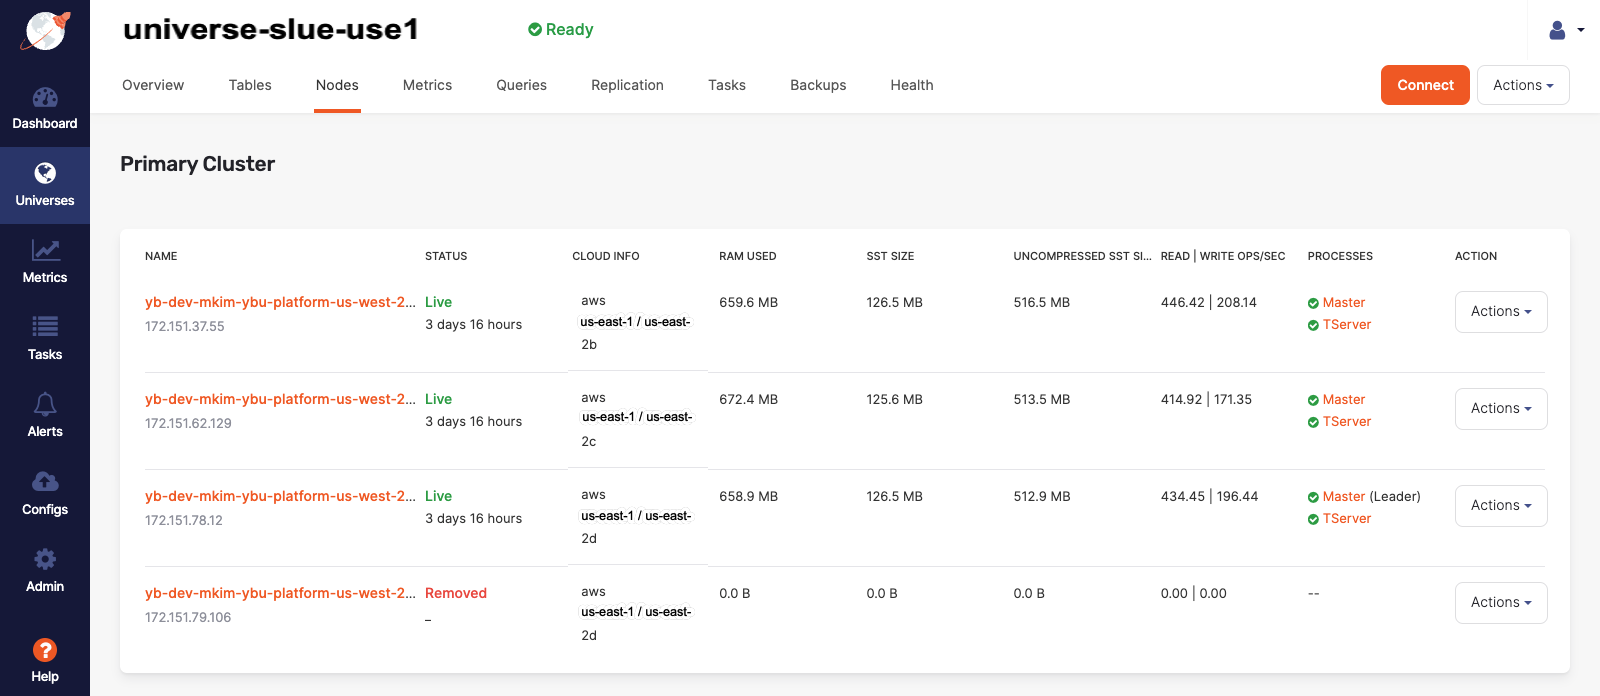 universe-slue-use1
Ready
Overview Tables Nodes Metrics Queries Replication Tasks Backups Health
Connect Actions
Dashboard
Universes
Metrics
Tasks
Alerts
Configs
Admin
Help
Primary Cluster
NAME STATUS CLOUD INFO RAM USED SST SIZE UNCOMPRESSED SST SI... READ | WRITE OPS/SEC PROCESSES ACTION
yb-dev-mkim-ybu-platform-us-west-2... Live aws 659.6 MB 126.5 MB 516.5 MB 446.42 | 208.14 Master Actions
172.151.37.55 3 days 16 hours us-east-1 / us-east- TServer
2b
yb-dev-mkim-ybu-platform-us-west-2... Live aws 672.4 MB 125.6 MB 513.5 MB 414.92 | 171.35 Master Actions
172.151.62.129 3 days 16 hours us-east-1 / us-east- TServer
2c
yb-dev-mkim-ybu-platform-us-west-2... Live aws 658.9 MB 126.5 MB 512.9 MB 434.45 | 196.44 Master (Leader) Actions
172.151.78.12 3 days 16 hours us-east-1 / us-east- TServer
2d
yb-dev-mkim-ybu-platform-us-west-2... Removed aws 0.0 B 0.0 B 0.0 B 0.00 | 0.00 -- Actions
172.151.79.106 – us-east-1 / us-east-
2d